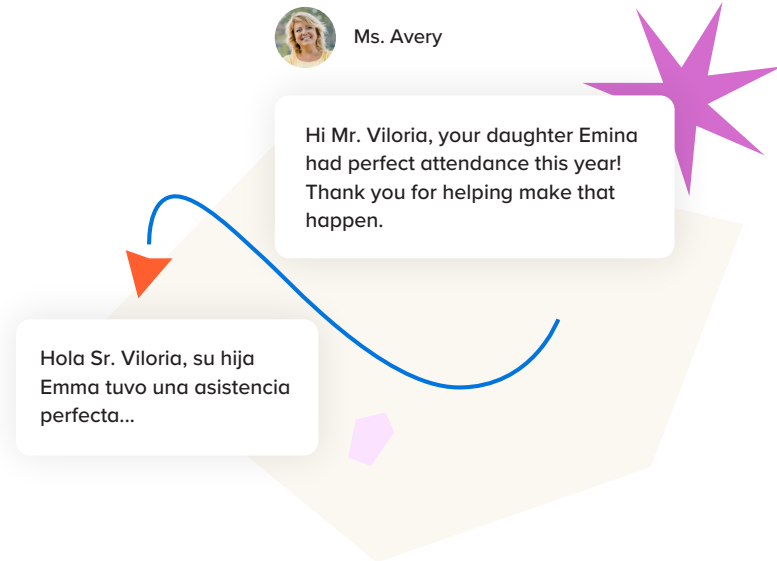 Ms. Avery
Hi Mr. Viloria, your daughter Emina
had perfect attendance this year!
Thank you for helping make that
happen.
Hola Sr. Viloria, su hija
Emma tuvo una asistencia
perfecta...